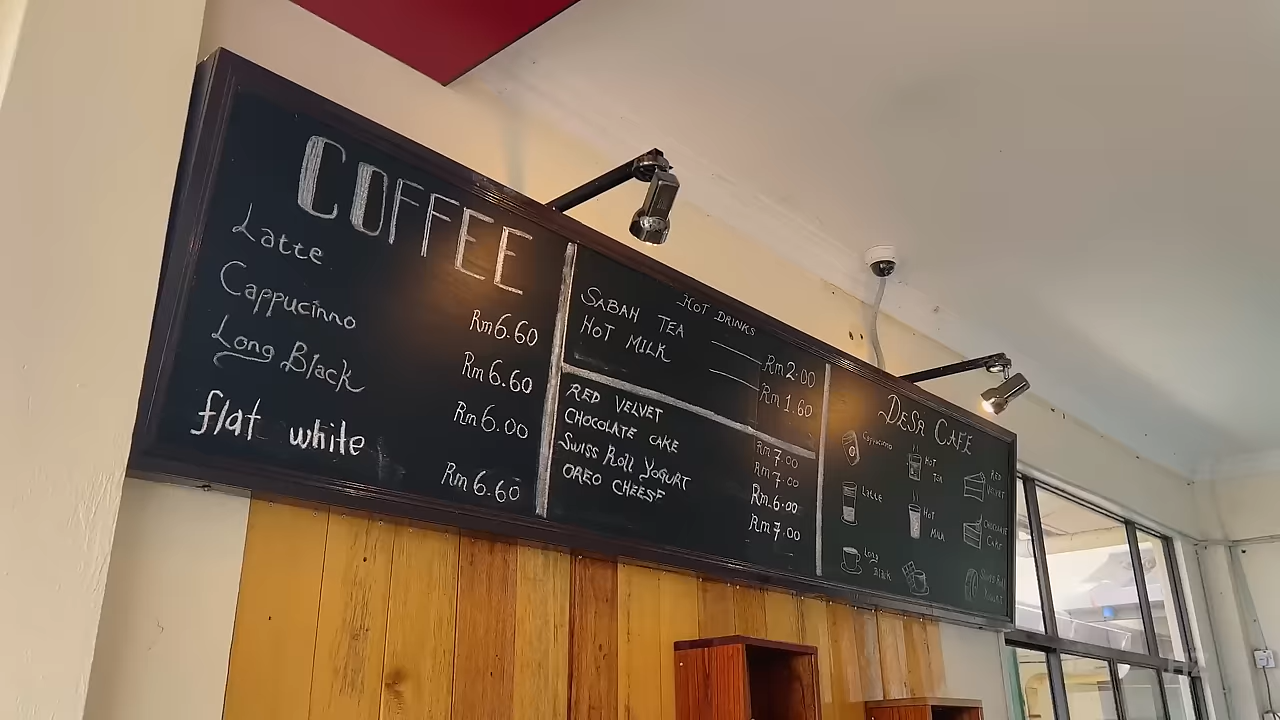 COFFEE
Latte Rm6.60
Cappucinno Rm6.60
Long Black Rm6.00
flat white Rm6.60
HOT DRINKS
SABAH TEA Rm2.00
HOT MILK Rm1.60
RED VELVET Rm7.00
CHOCOLATE CAKE Rm7.00
Swiss Roll YOGURT Rm6.00
OREO CHEESE Rm7.00
DESA CAFE
Cappucinno
HOT
TEA
RED
VELVET
LATTE
HOT
MILK
CHOCOLATE
CAKE
Long
Black
SWISS ROLL
YOGURT